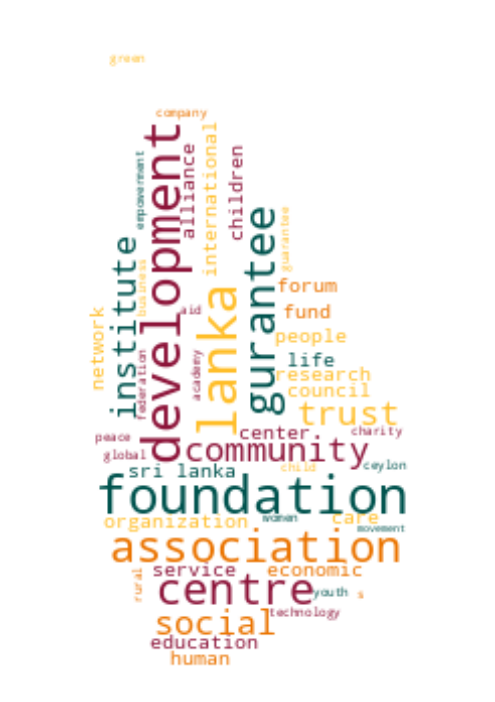 green
company
development
alliance
international
children
empowerment
institute
gurantee
guarantee
business
lanka
forum
aid
fund
network
people
federation
academy
life
research
council
trust
peace
center
charity
global
community
sri lanka
child
ceylon
foundation
organization
women
care
movement
association
rural
service
economic
centre
youth
s
social
technology
education
human